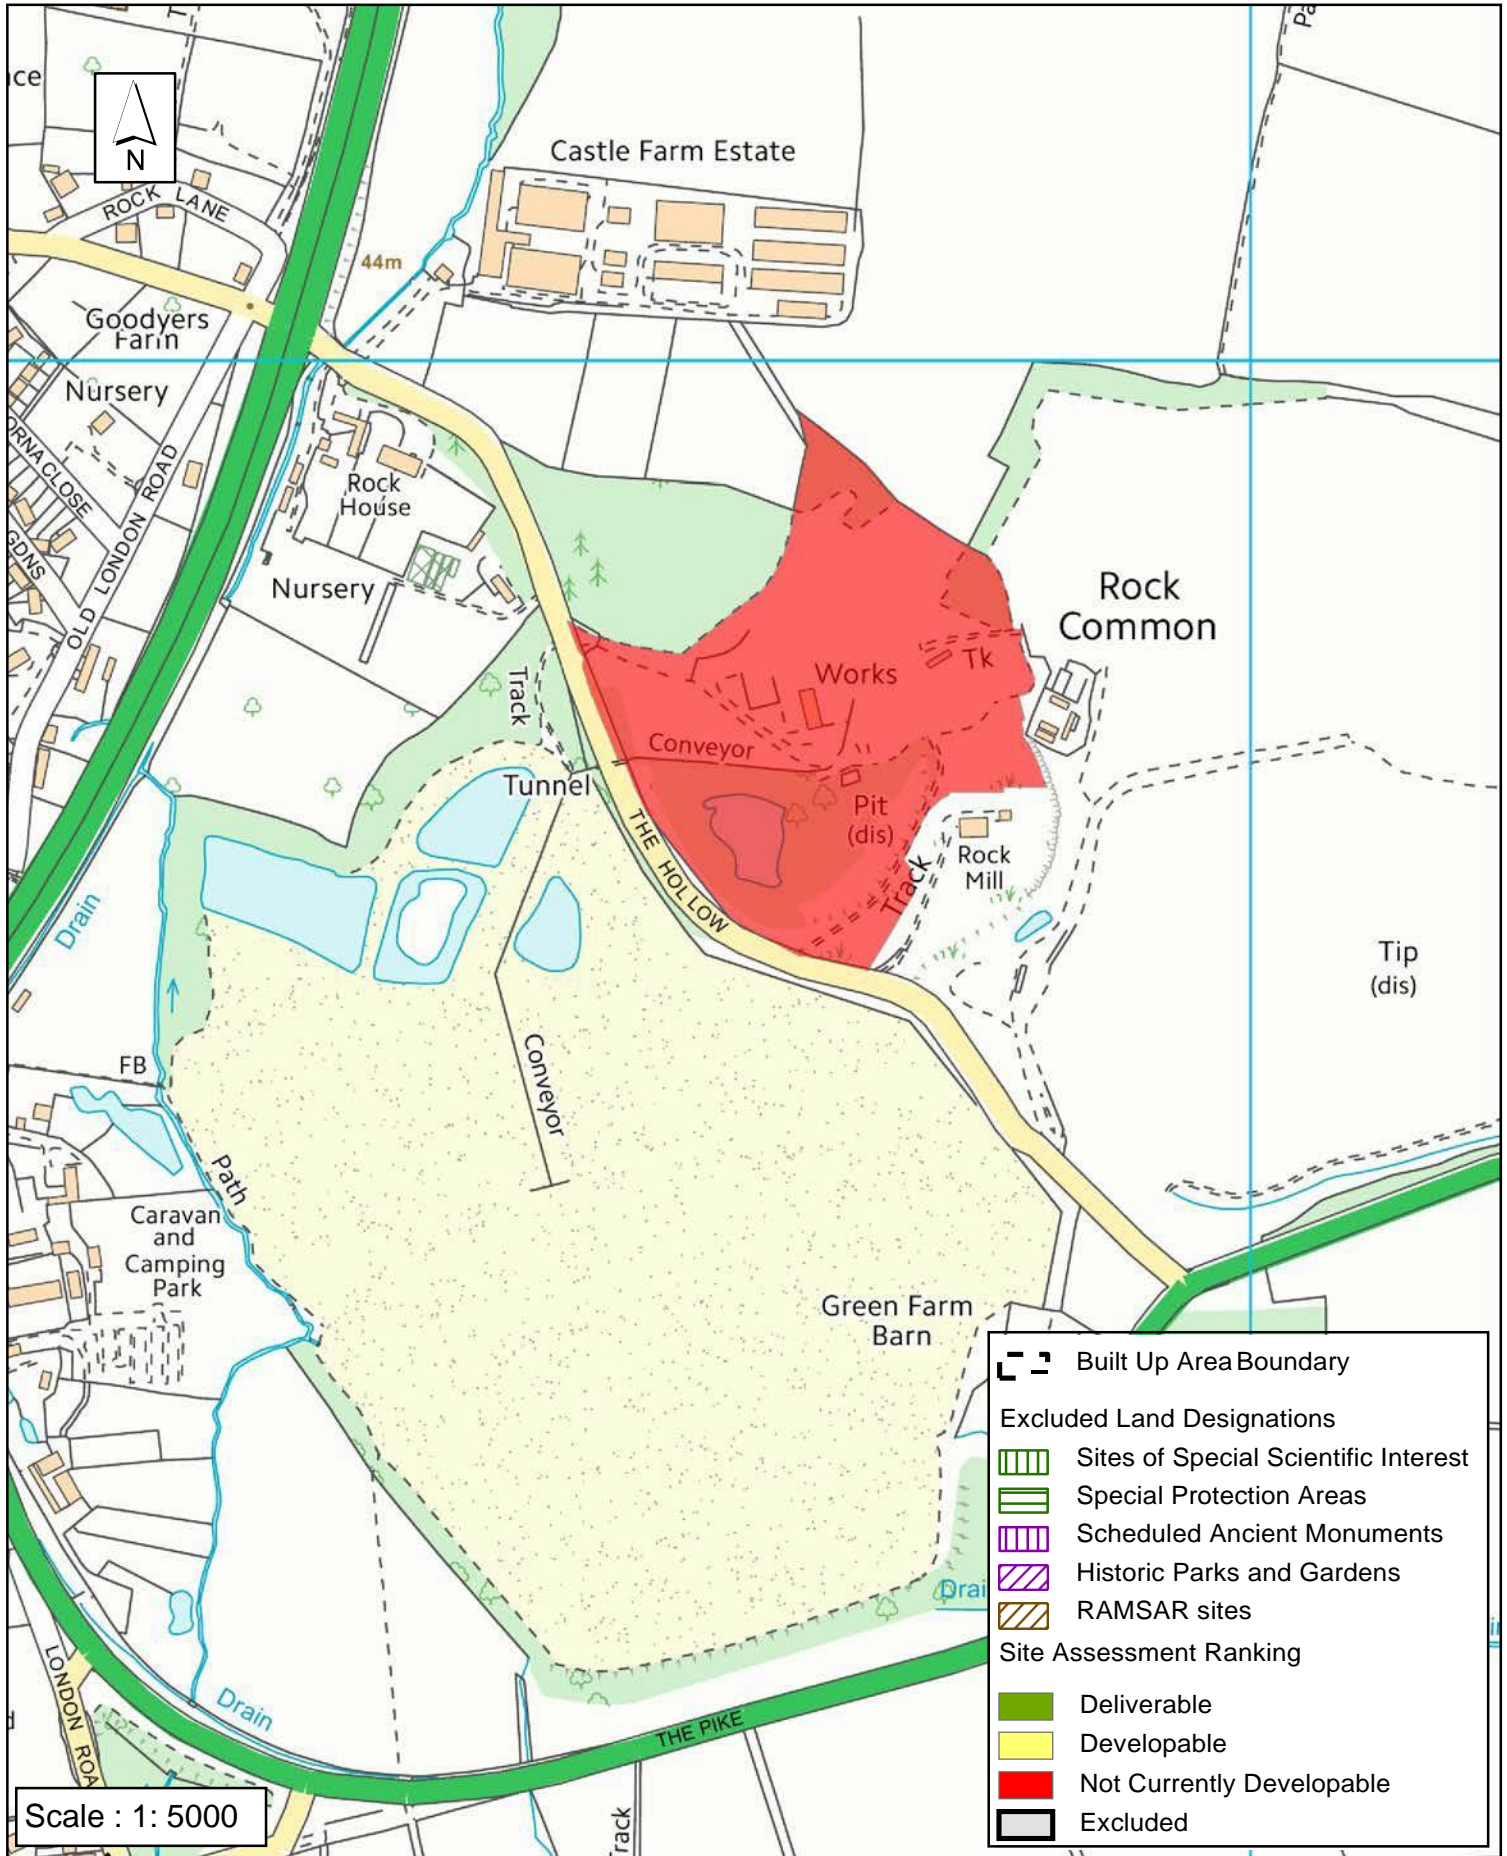 ce
N
ROCK LANE
Castle Farm Estate
44m
Goodyers
Farm
Nursery
ORNA CLOSE
GDNS
OLD LONDON ROAD
Rock
House
Nursery
Rock
Common
Works
Tk
Track
Conveyor
Tunnel
Pit
(dis)
THE HOLLOW
Track
Rock
Mill
Drain
Tip
(dis)
FB
Conveyor
Path
Caravan
and
Camping
Park
Green Farm
Barn
Drai
LONDON ROA
Drain
THE PIKE
Track
Scale : 1: 5000
Built Up Area Boundary
Excluded Land Designations
Sites of Special Scientific Interest
Special Protection Areas
Scheduled Ancient Monuments
Historic Parks and Gardens
RAMSAR sites
Site Assessment Ranking
Deliverable
Developable
Not Currently Developable
Excluded